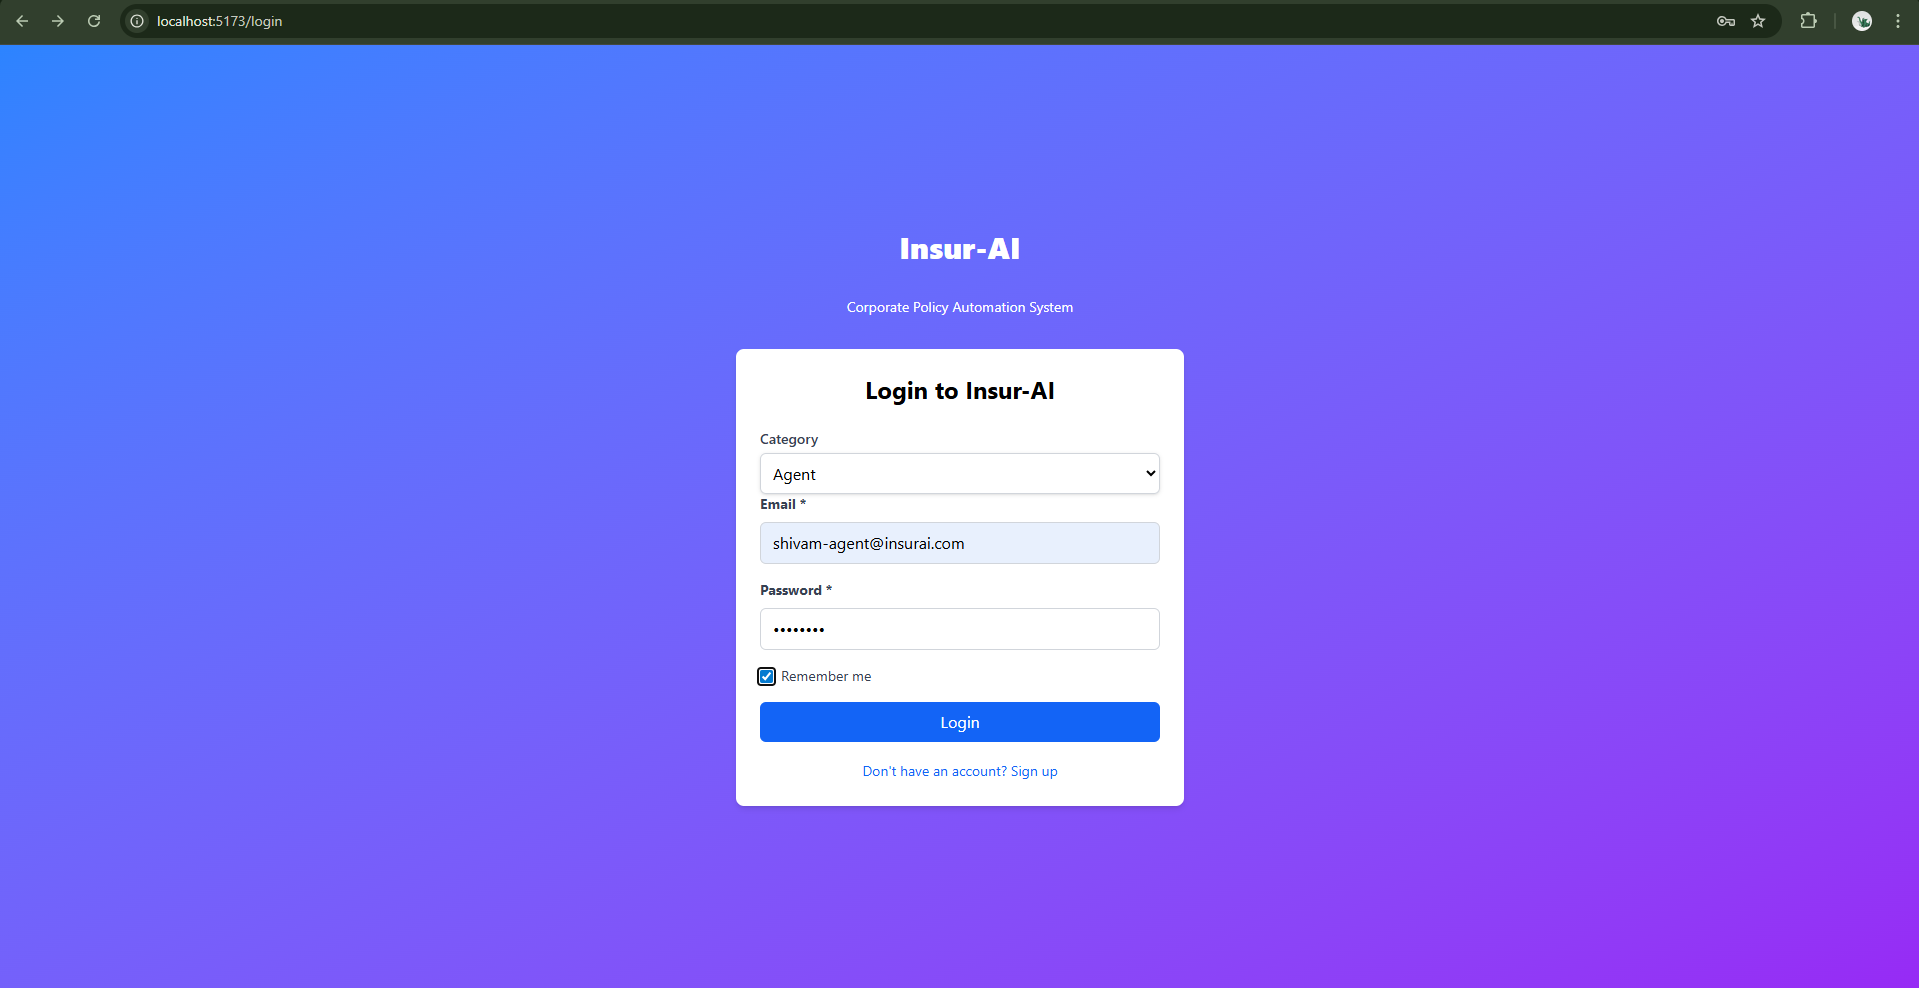 localhost:5173/login
Insur-AI
Corporate Policy Automation System
Login to Insur-AI
Category
Agent
Email *
shivam-agent@insurai.com
Password *
••••••••
Remember me
Login
Don't have an account? Sign up